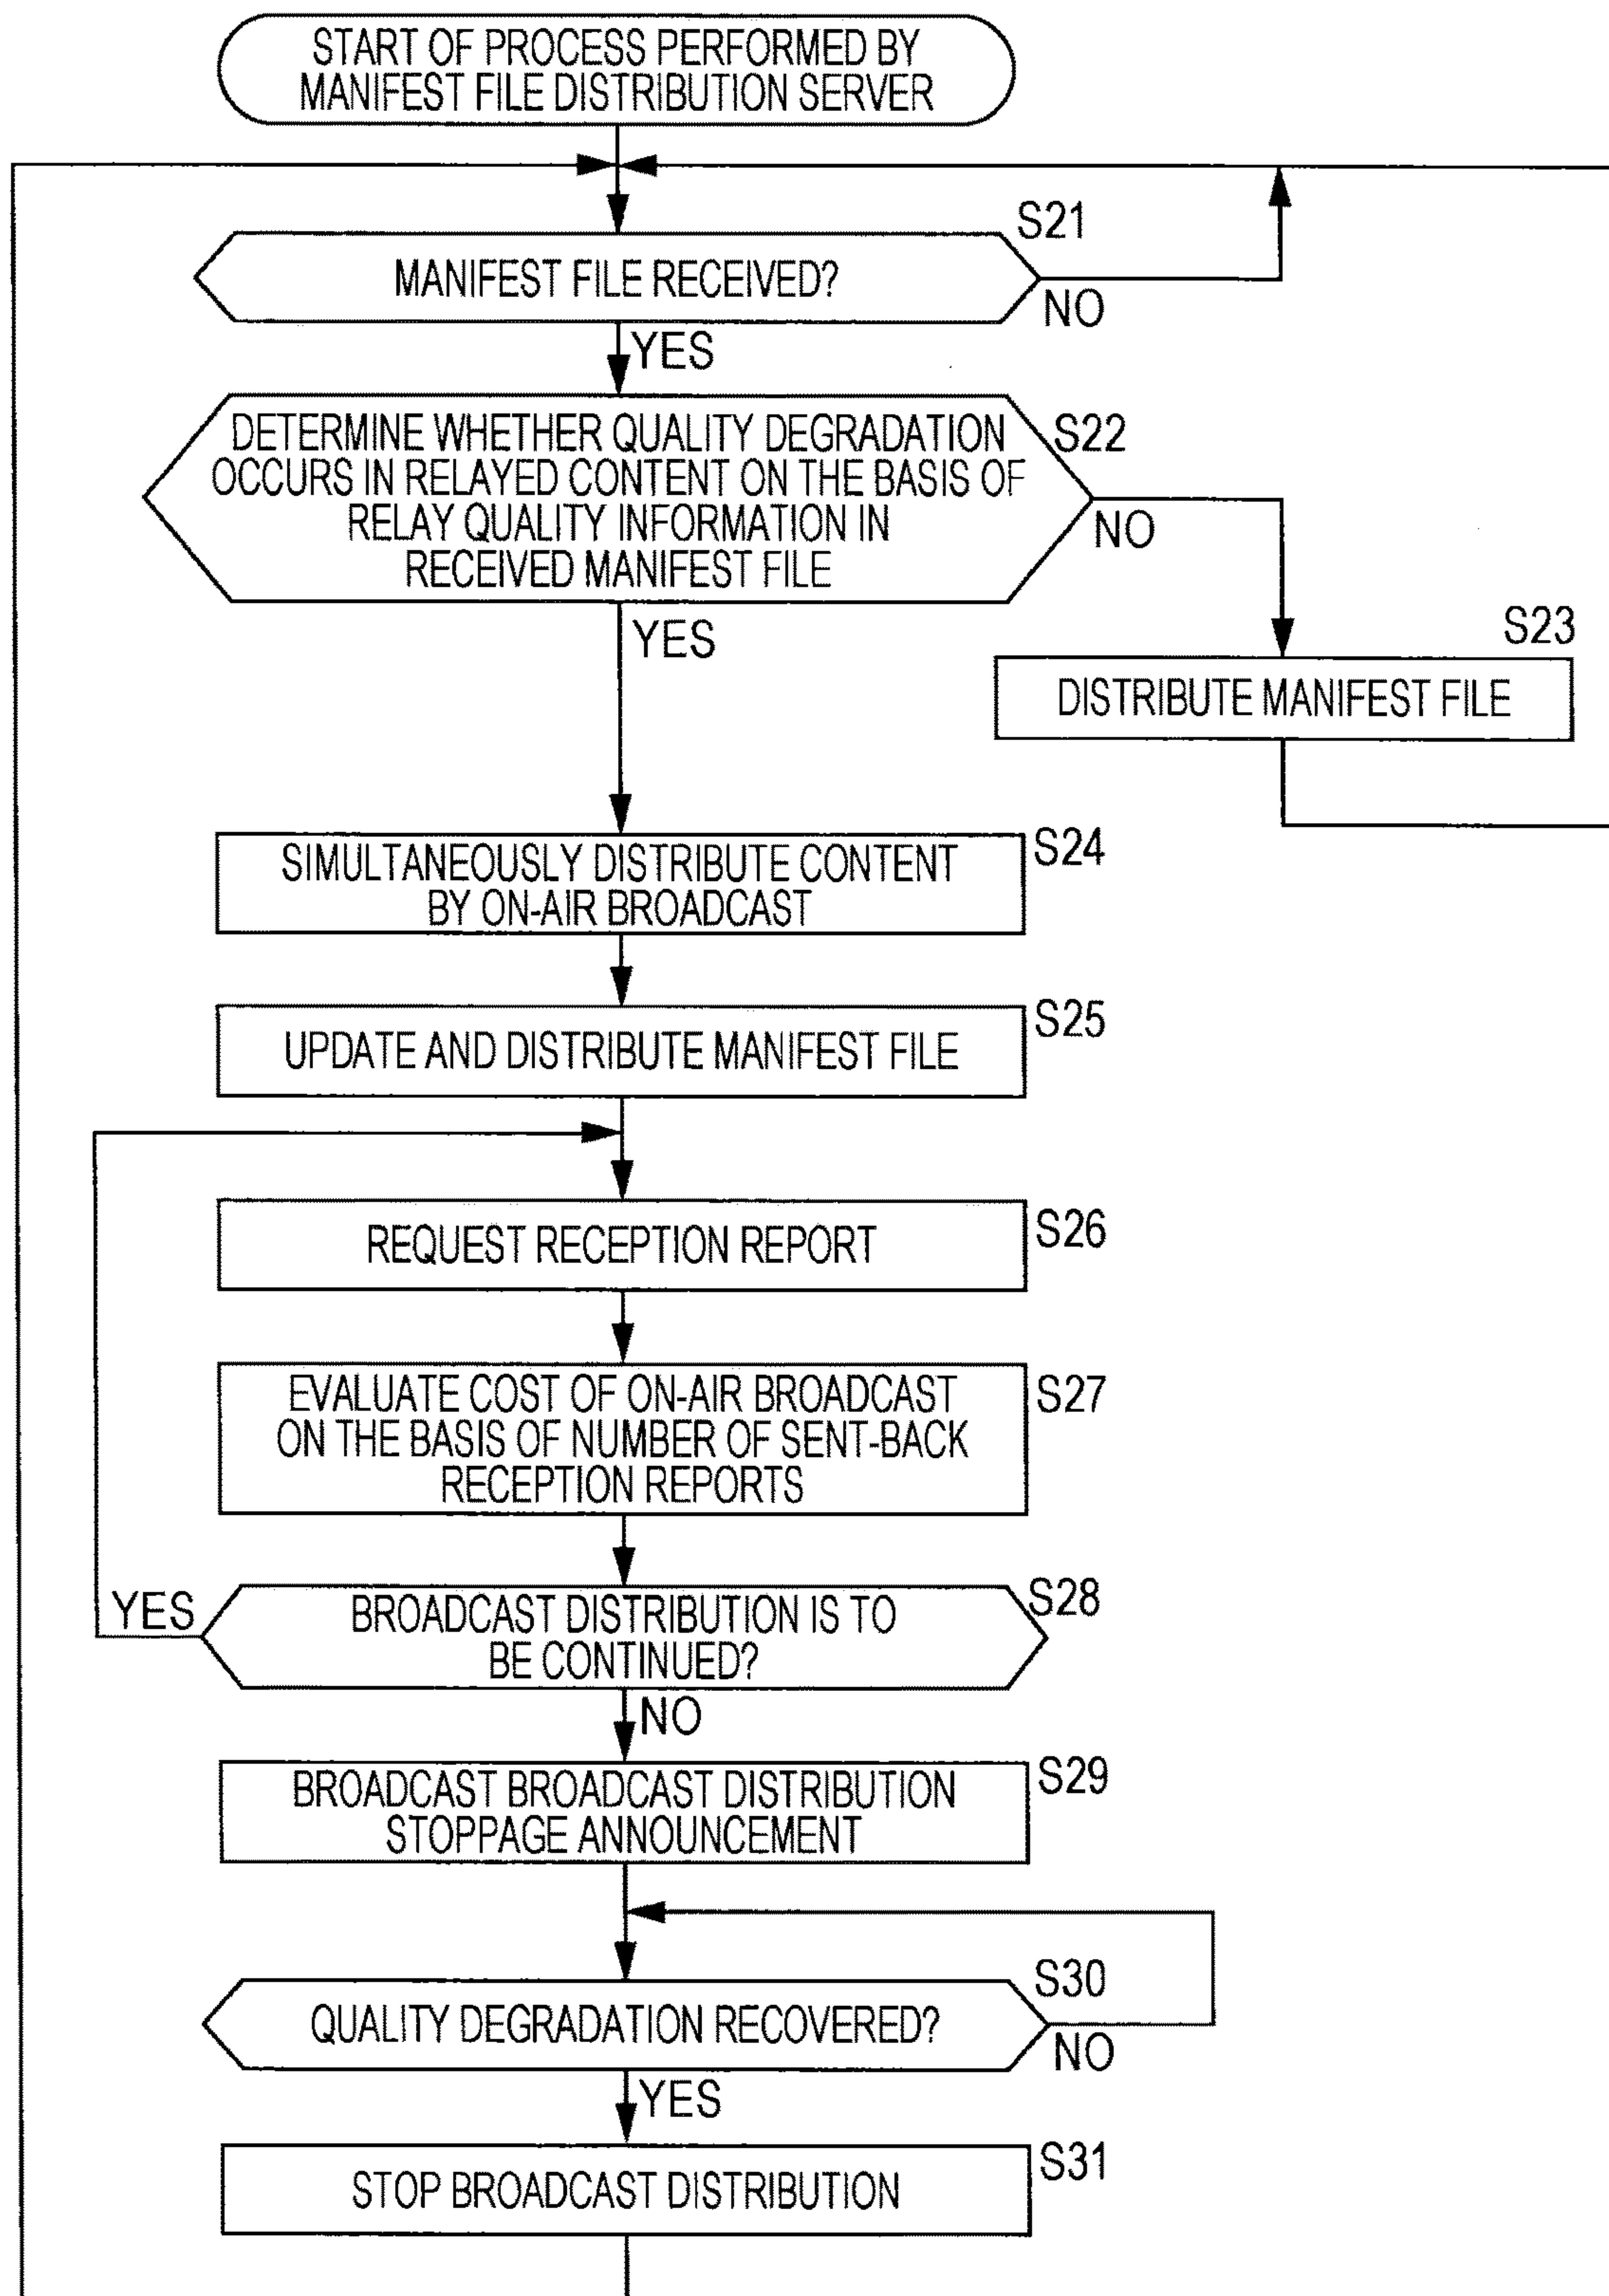 START OF PROCESS PERFORMED BY
MANIFEST FILE DISTRIBUTION SERVER
S21
MANIFEST FILE RECEIVED?
NO
YES
DETERMINE WHETHER QUALITY DEGRADATION
OCCURS IN RELAYED CONTENT ON THE BASIS OF
RELAY QUALITY INFORMATION IN
RECEIVED MANIFEST FILE
S22
NO
YES
S23
DISTRIBUTE MANIFEST FILE
SIMULTANEOUSLY DISTRIBUTE CONTENT
BY ON-AIR BROADCAST
S24
UPDATE AND DISTRIBUTE MANIFEST FILE
S25
REQUEST RECEPTION REPORT
S26
EVALUATE COST OF ON-AIR BROADCAST
ON THE BASIS OF NUMBER OF SENT-BACK
RECEPTION REPORTS
S27
YES
BROADCAST DISTRIBUTION IS TO
BE CONTINUED?
S28
NO
BROADCAST BROADCAST DISTRIBUTION
STOPPAGE ANNOUNCEMENT
S29
QUALITY DEGRADATION RECOVERED?
S30
NO
YES
STOP BROADCAST DISTRIBUTION
S31